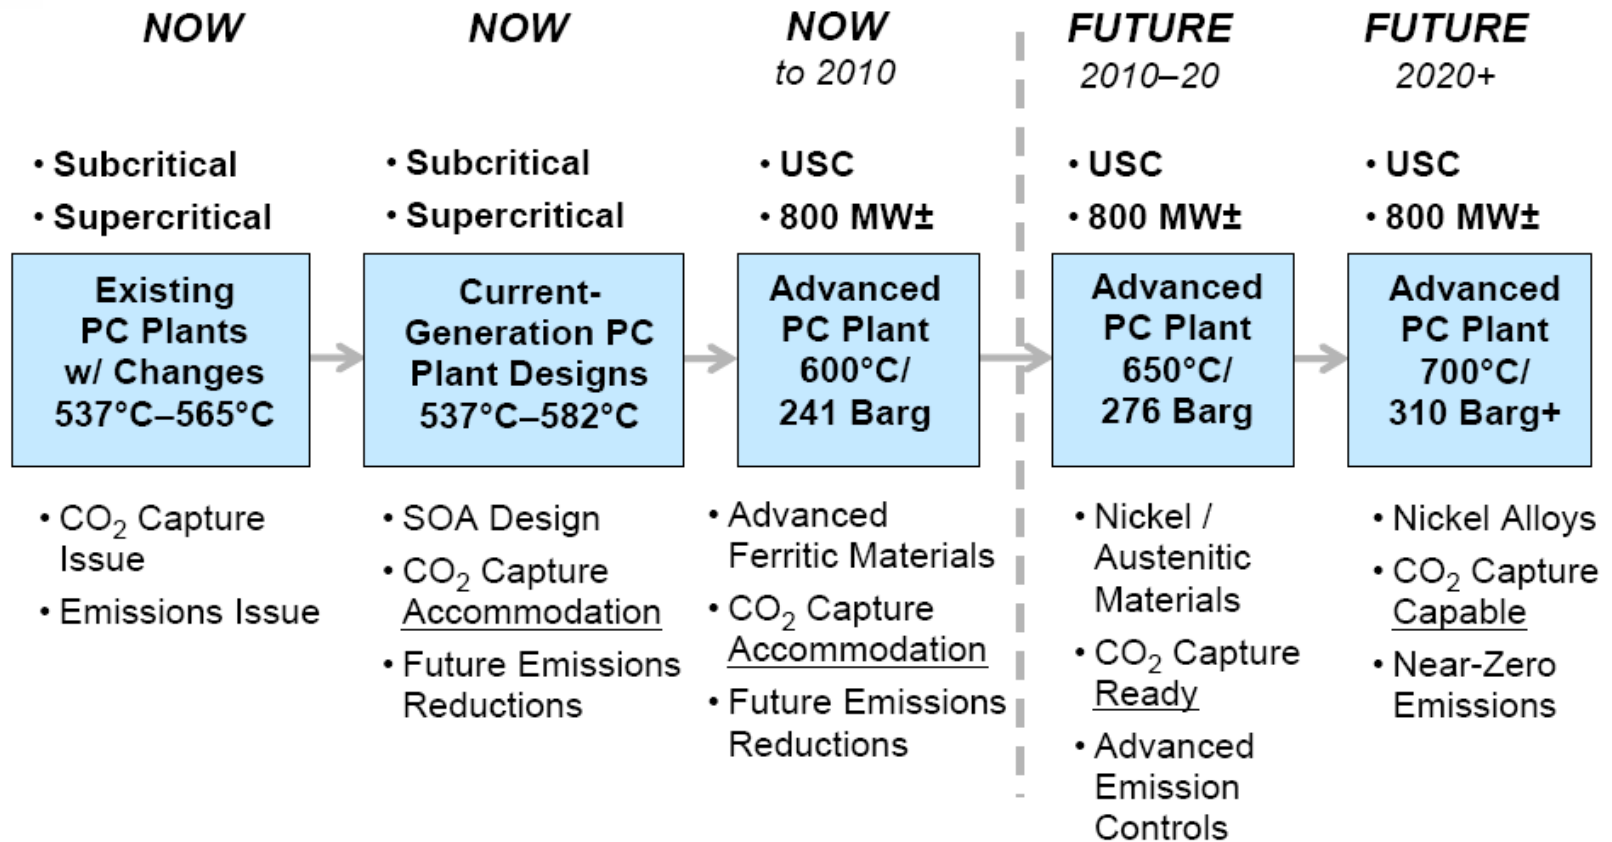 NOW
• Subcritical
• Supercritical
Existing
PC Plants
w/ Changes
537°C–565°C
• CO₂ Capture
Issue
• Emissions Issue
NOW
• Subcritical
• Supercritical
Current-
Generation PC
Plant Designs
537°C–582°C
• SOA Design
• CO₂ Capture
Accommodation
• Future Emissions
Reductions
NOW
to 2010
• USC
• 800 MW±
Advanced
PC Plant
600°C/
241 Barg
• Advanced
Ferritic Materials
• CO₂ Capture
Accommodation
• Future Emissions
Reductions
FUTURE
2010–20
• USC
• 800 MW±
Advanced
PC Plant
650°C/
276 Barg
• Nickel /
Austenitic
Materials
• CO₂ Capture
Ready
• Advanced
Emission
Controls
FUTURE
2020+
• USC
• 800 MW±
Advanced
PC Plant
700°C/
310 Barg+
• Nickel Alloys
• CO₂ Capture
Capable
• Near-Zero
Emissions